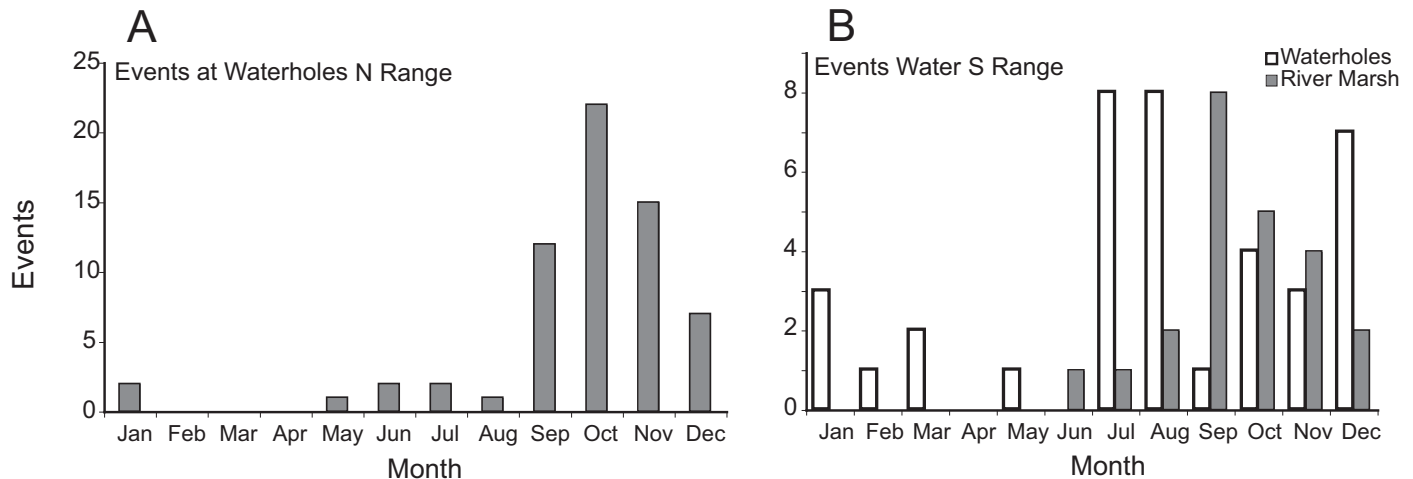 A
Events at Waterholes N Range
25
20
15
10
5
0
Events
Jan Feb Mar Apr May Jun Jul Aug Sep Oct Nov Dec
Month
B
Events Water S Range
Waterholes
River Marsh
8
6
4
2
0
Jan Feb Mar Apr May Jun Jul Aug Sep Oct Nov Dec
Month